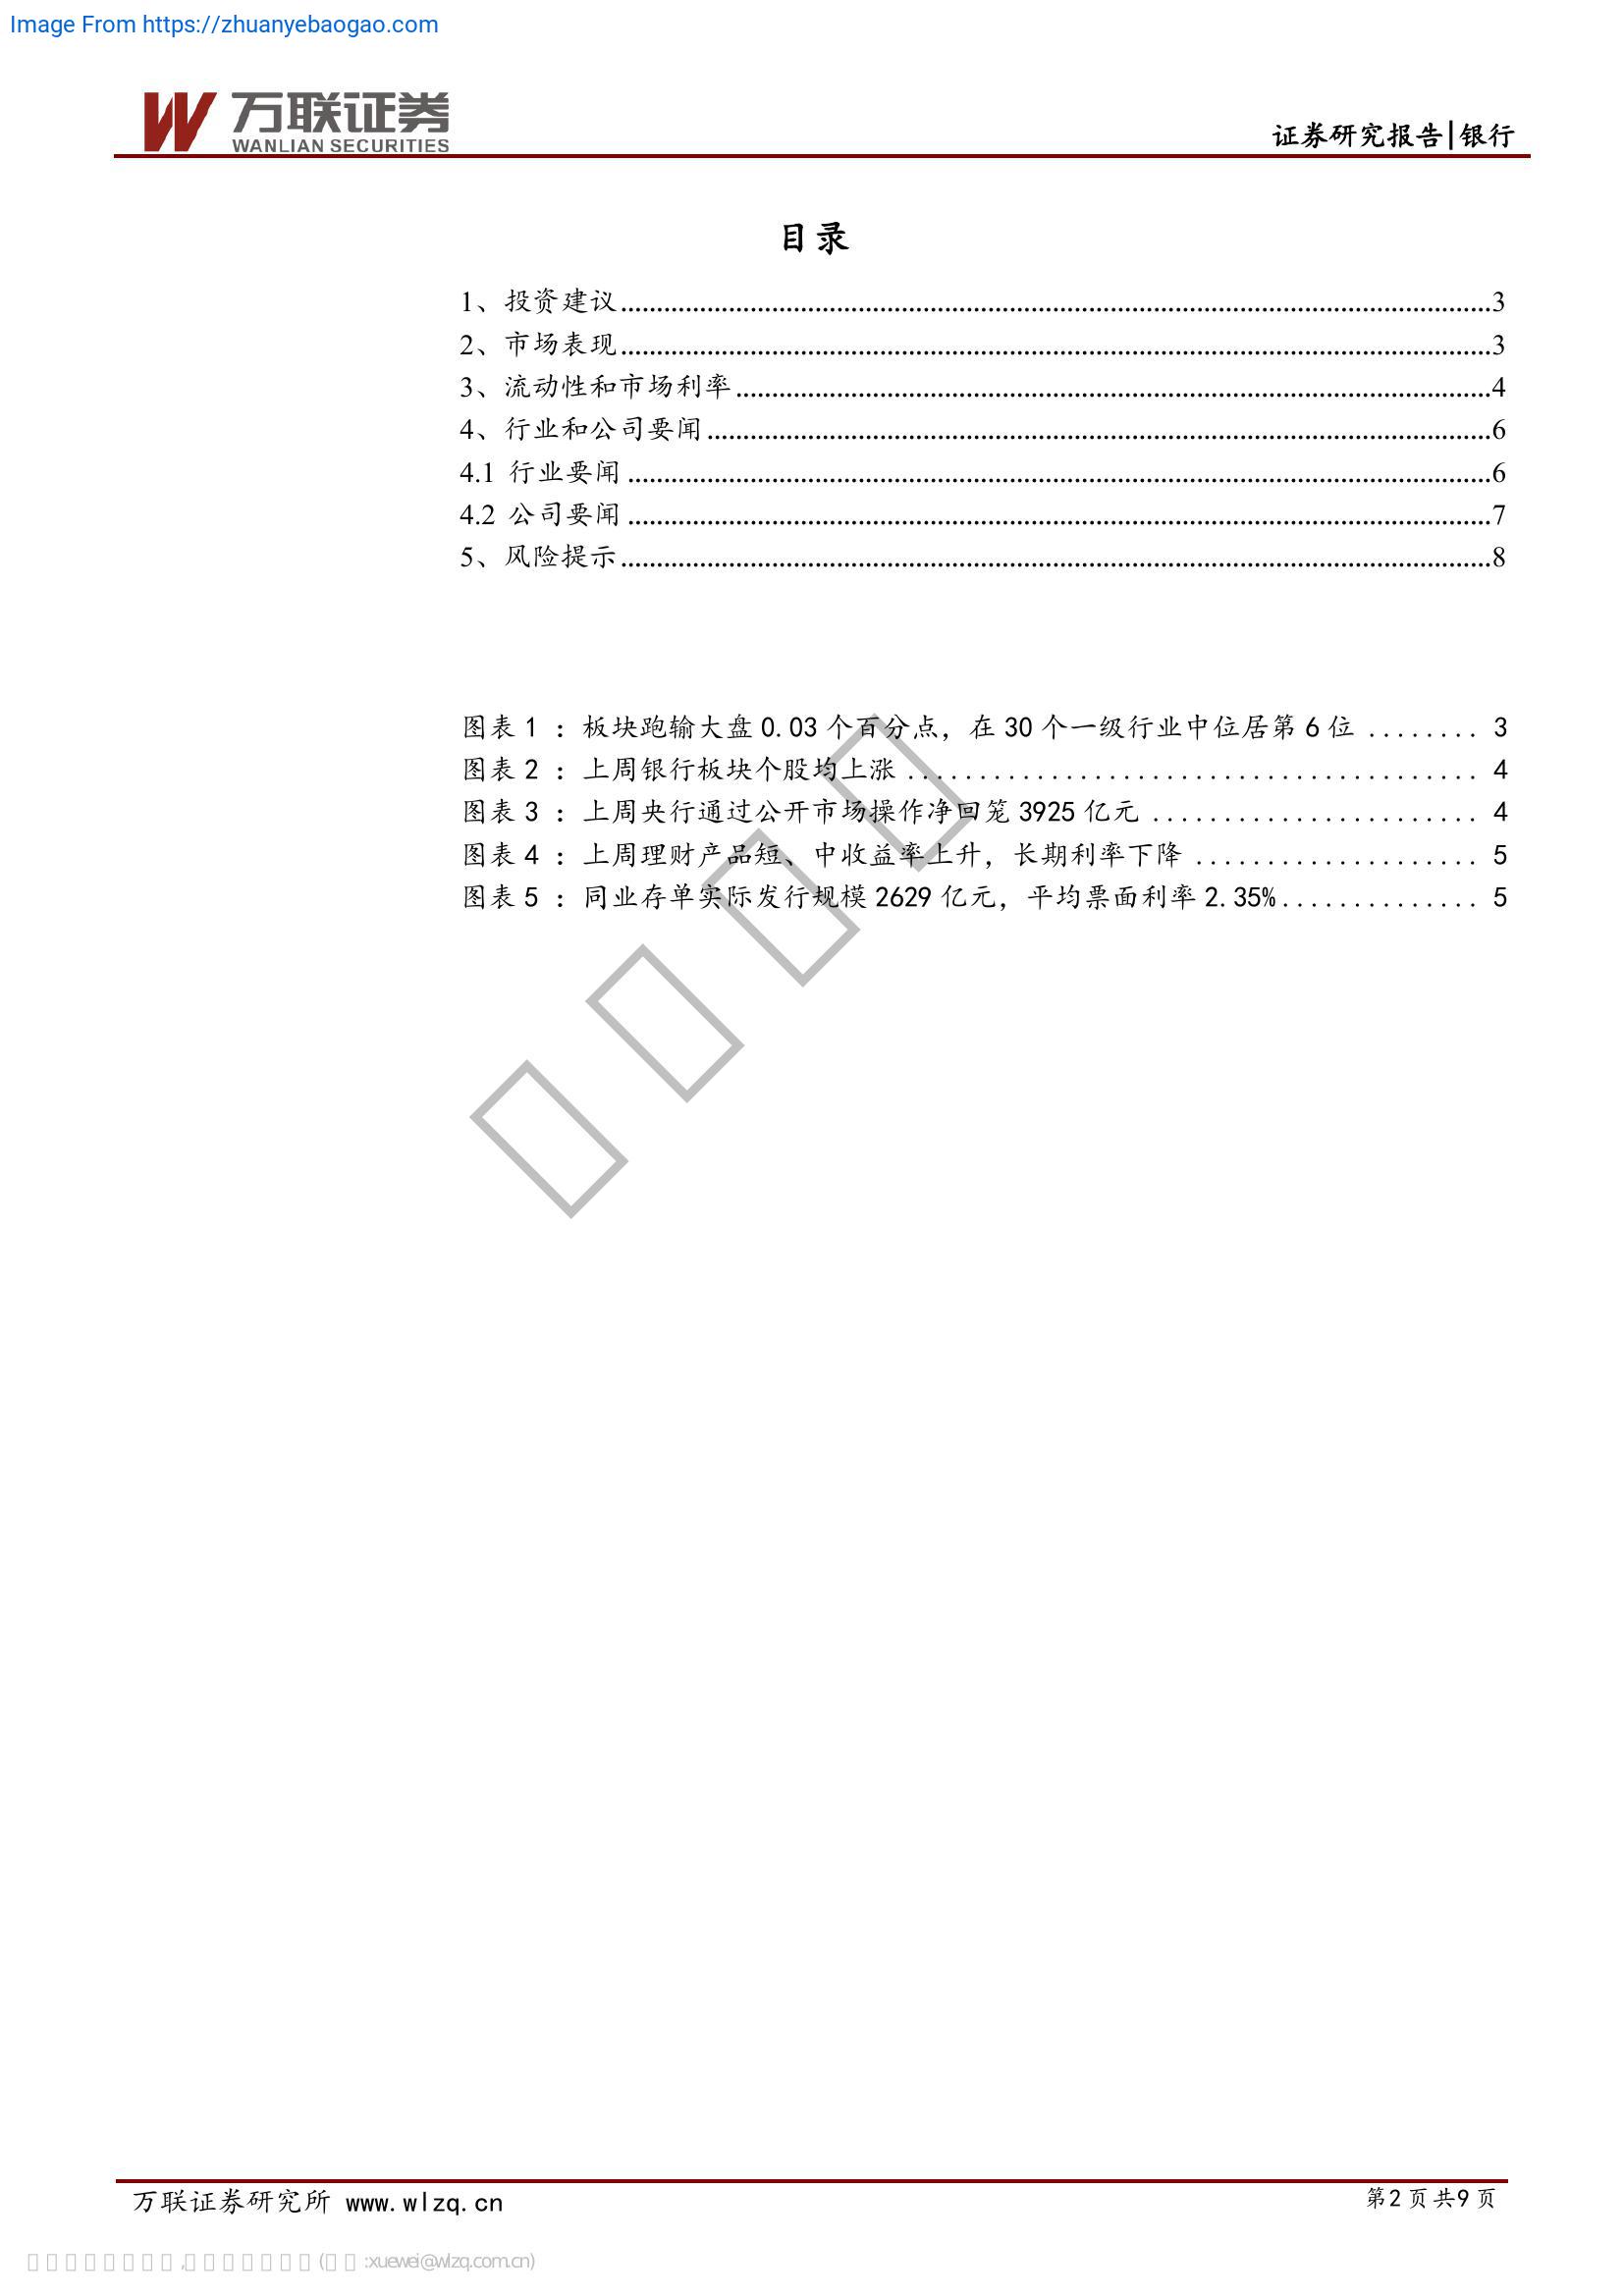 Image From https://zhuanyebaogao.com
万联证券
WANLIAN SECURITIES
证券研究报告|银行
目录
1、投资建议........................................................................................................................3
2、市场表现........................................................................................................................3
3、流动性和市场利率........................................................................................................4
4、行业和公司要闻............................................................................................................6
4.1 行业要闻.......................................................................................................................6
4.2 公司要闻.......................................................................................................................7
5、风险提示........................................................................................................................8
图表 1 ：板块跑输大盘 0.03 个百分点，在 30 个一级行业中位居第 6 位 ........ 3
图表 2 ：上周银行板块个股均上涨 ........................................ 4
图表 3 ：上周央行通过公开市场操作净回笼 3925 亿元 ....................... 4
图表 4 ：上周理财产品短、中收益率上升，长期利率下降 .................... 5
图表 5 ：同业存单实际发行规模 2629 亿元，平均票面利率 2.35%.............. 5
万联证券研究所 www.wlzq.cn
第2页共9页
:xuewei@wlzq.com.cn)